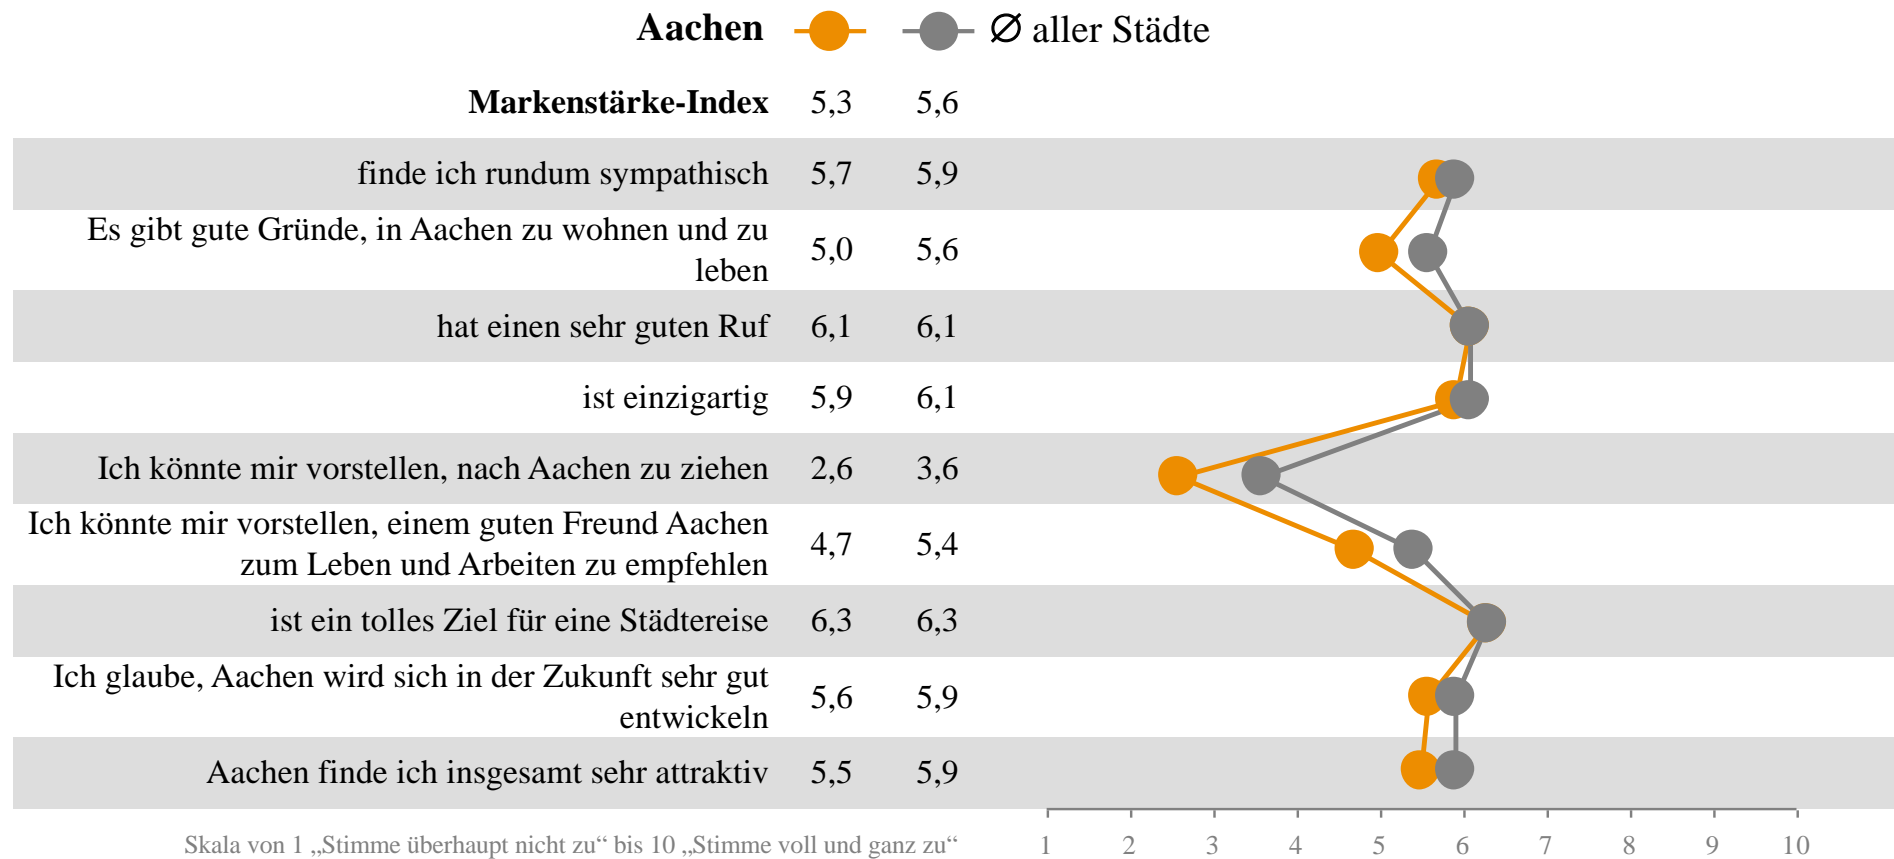 Aachen Ø aller Städte
Markenstärke-Index 5,3 5,6
finde ich rundum sympathisch 5,7 5,9
Es gibt gute Gründe, in Aachen zu wohnen und zu
leben 5,0 5,6
hat einen sehr guten Ruf 6,1 6,1
ist einzigartig 5,9 6,1
Ich könnte mir vorstellen, nach Aachen zu ziehen 2,6 3,6
Ich könnte mir vorstellen, einem guten Freund Aachen
zum Leben und Arbeiten zu empfehlen 4,7 5,4
ist ein tolles Ziel für eine Städtereise 6,3 6,3
Ich glaube, Aachen wird sich in der Zukunft sehr gut
entwickeln 5,6 5,9
Aachen finde ich insgesamt sehr attraktiv 5,5 5,9
Skala von 1 „Stimme überhaupt nicht zu“ bis 10 „Stimme voll und ganz zu“
1 2 3 4 5 6 7 8 9 10